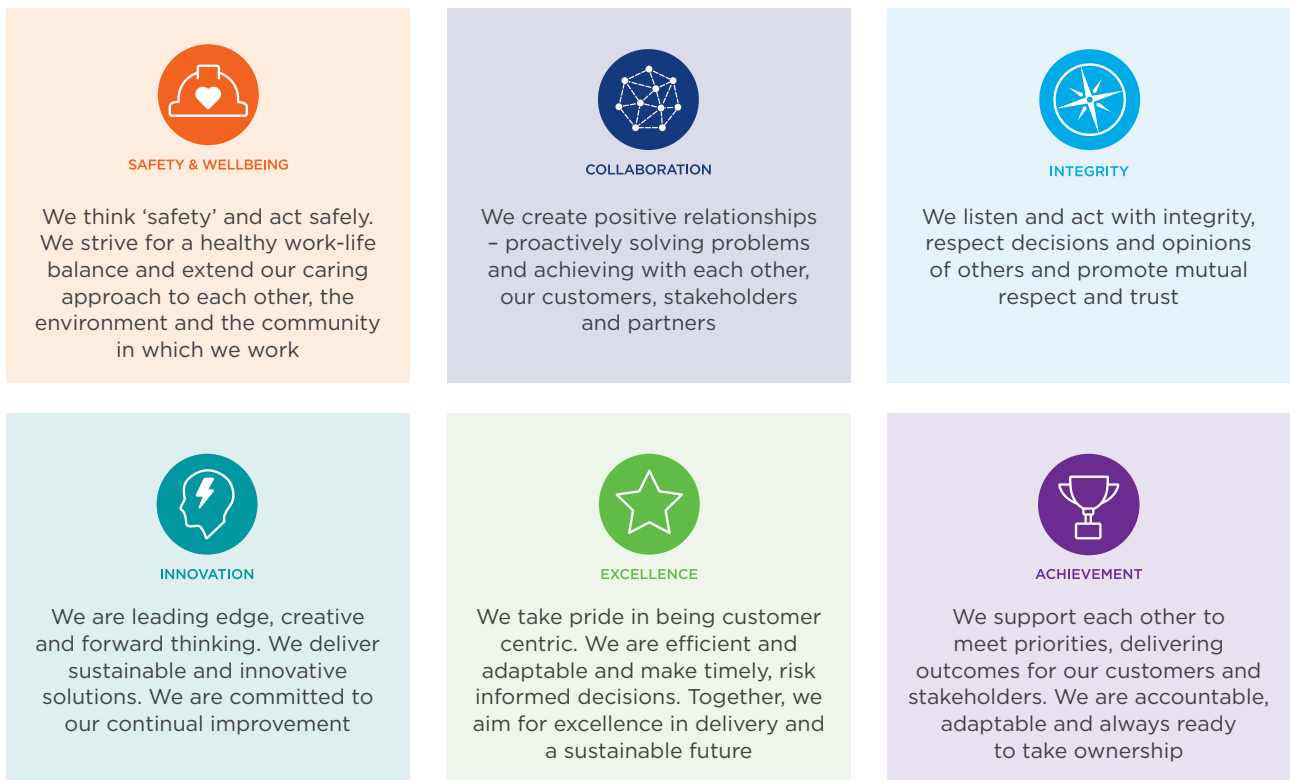 SAFETY & WELLBEING
We think ‘safety’ and act safely.
We strive for a healthy work-life
balance and extend our caring
approach to each other, the
environment and the community
in which we work
COLLABORATION
We create positive relationships
– proactively solving problems
and achieving with each other,
our customers, stakeholders
and partners
INTEGRITY
We listen and act with integrity,
respect decisions and opinions
of others and promote mutual
respect and trust
INNOVATION
We are leading edge, creative
and forward thinking. We deliver
sustainable and innovative
solutions. We are committed to
our continual improvement
EXCELLENCE
We take pride in being customer
centric. We are efficient and
adaptable and make timely, risk
informed decisions. Together, we
aim for excellence in delivery and
a sustainable future
ACHIEVEMENT
We support each other to
meet priorities, delivering
outcomes for our customers and
stakeholders. We are accountable,
adaptable and always ready
to take ownership